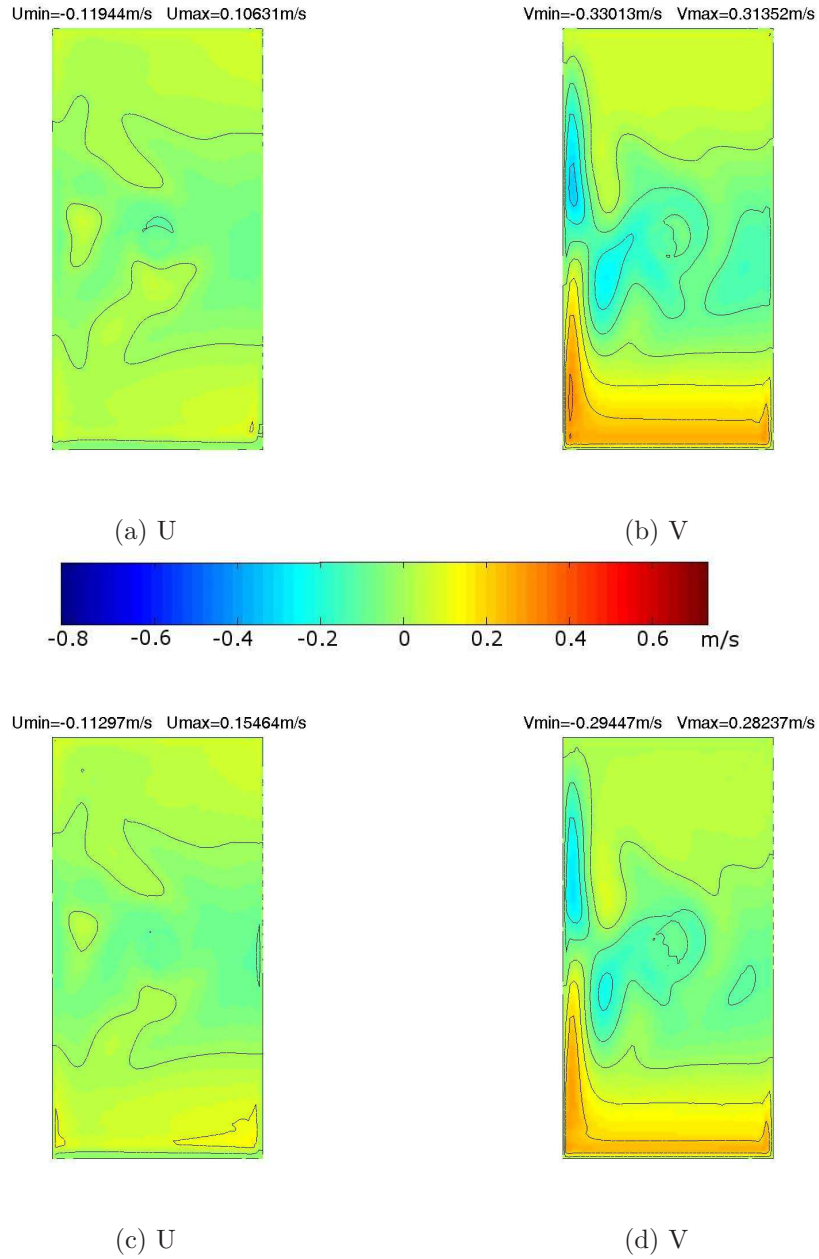 Umin=-0.11944m/s Umax=0.10631m/s
Vmin=-0.33013m/s Vmax=0.31352m/s
(a) U
(b) V
-0.8 -0.6 -0.4 -0.2 0 0.2 0.4 0.6 m/s
Umin=-0.11297m/s Umax=0.15464m/s
Vmin=-0.29447m/s Vmax=0.28237m/s
(c) U
(d) V